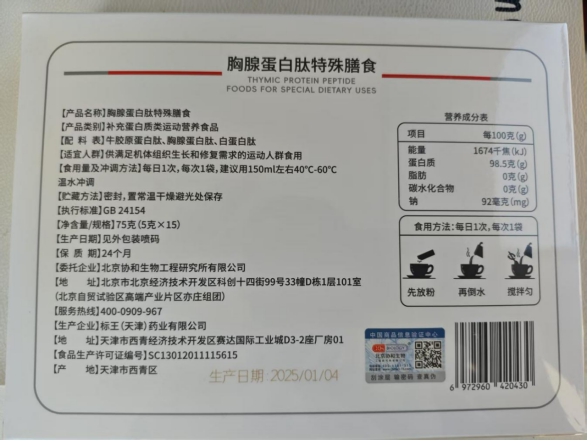 胸腺蛋白肽特殊膳食
THYMIC PROTEIN PEPTIDE
FOODS FOR SPECIAL DIETARY USES
【产品名称】胸腺蛋白肽特殊膳食
【产品类别】补充蛋白质类运动营养食品
【配 料 表】牛胶原蛋白肽、胸腺蛋白肽、白蛋白肽
【适宜人群】供满足机体组织生长和修复需求的运动人群食用
【食用量及冲调方法】每日1次,每次1袋,建议用150ml左右40℃-60℃
温水冲调
【贮藏方法】密封,置常温干燥避光处保存
【执行标准】GB 24154
【净含量/规格】75克(5克×15)
【生产日期】见外包装喷码
【保 质 期】24个月
【委托企业】北京协和生物工程研究所有限公司
【地 址】北京市北京经济技术开发区科创十四街99号33幢D栋1层101室
(北京自贸试验区高端产业片区亦庄组团)
【服务热线】400-0909-967
【生产企业】标王(天津)药业有限公司
【地 址】天津市西青经济技术开发区赛达国际工业城D3-2座厂房01
【食品生产许可证编号】SC13012011115615
【产 地】天津市西青区
生产日期:2025/01/04
营养成分表
项目 每100克(g)
能量 1674千焦(kJ)
蛋白质 98.5克(g)
脂肪 0克(g)
碳水化合物 0克(g)
钠 92毫克(mg)
食用方法:每日1次,每次1袋
先放粉 再倒水 搅拌匀
6 972960 420430